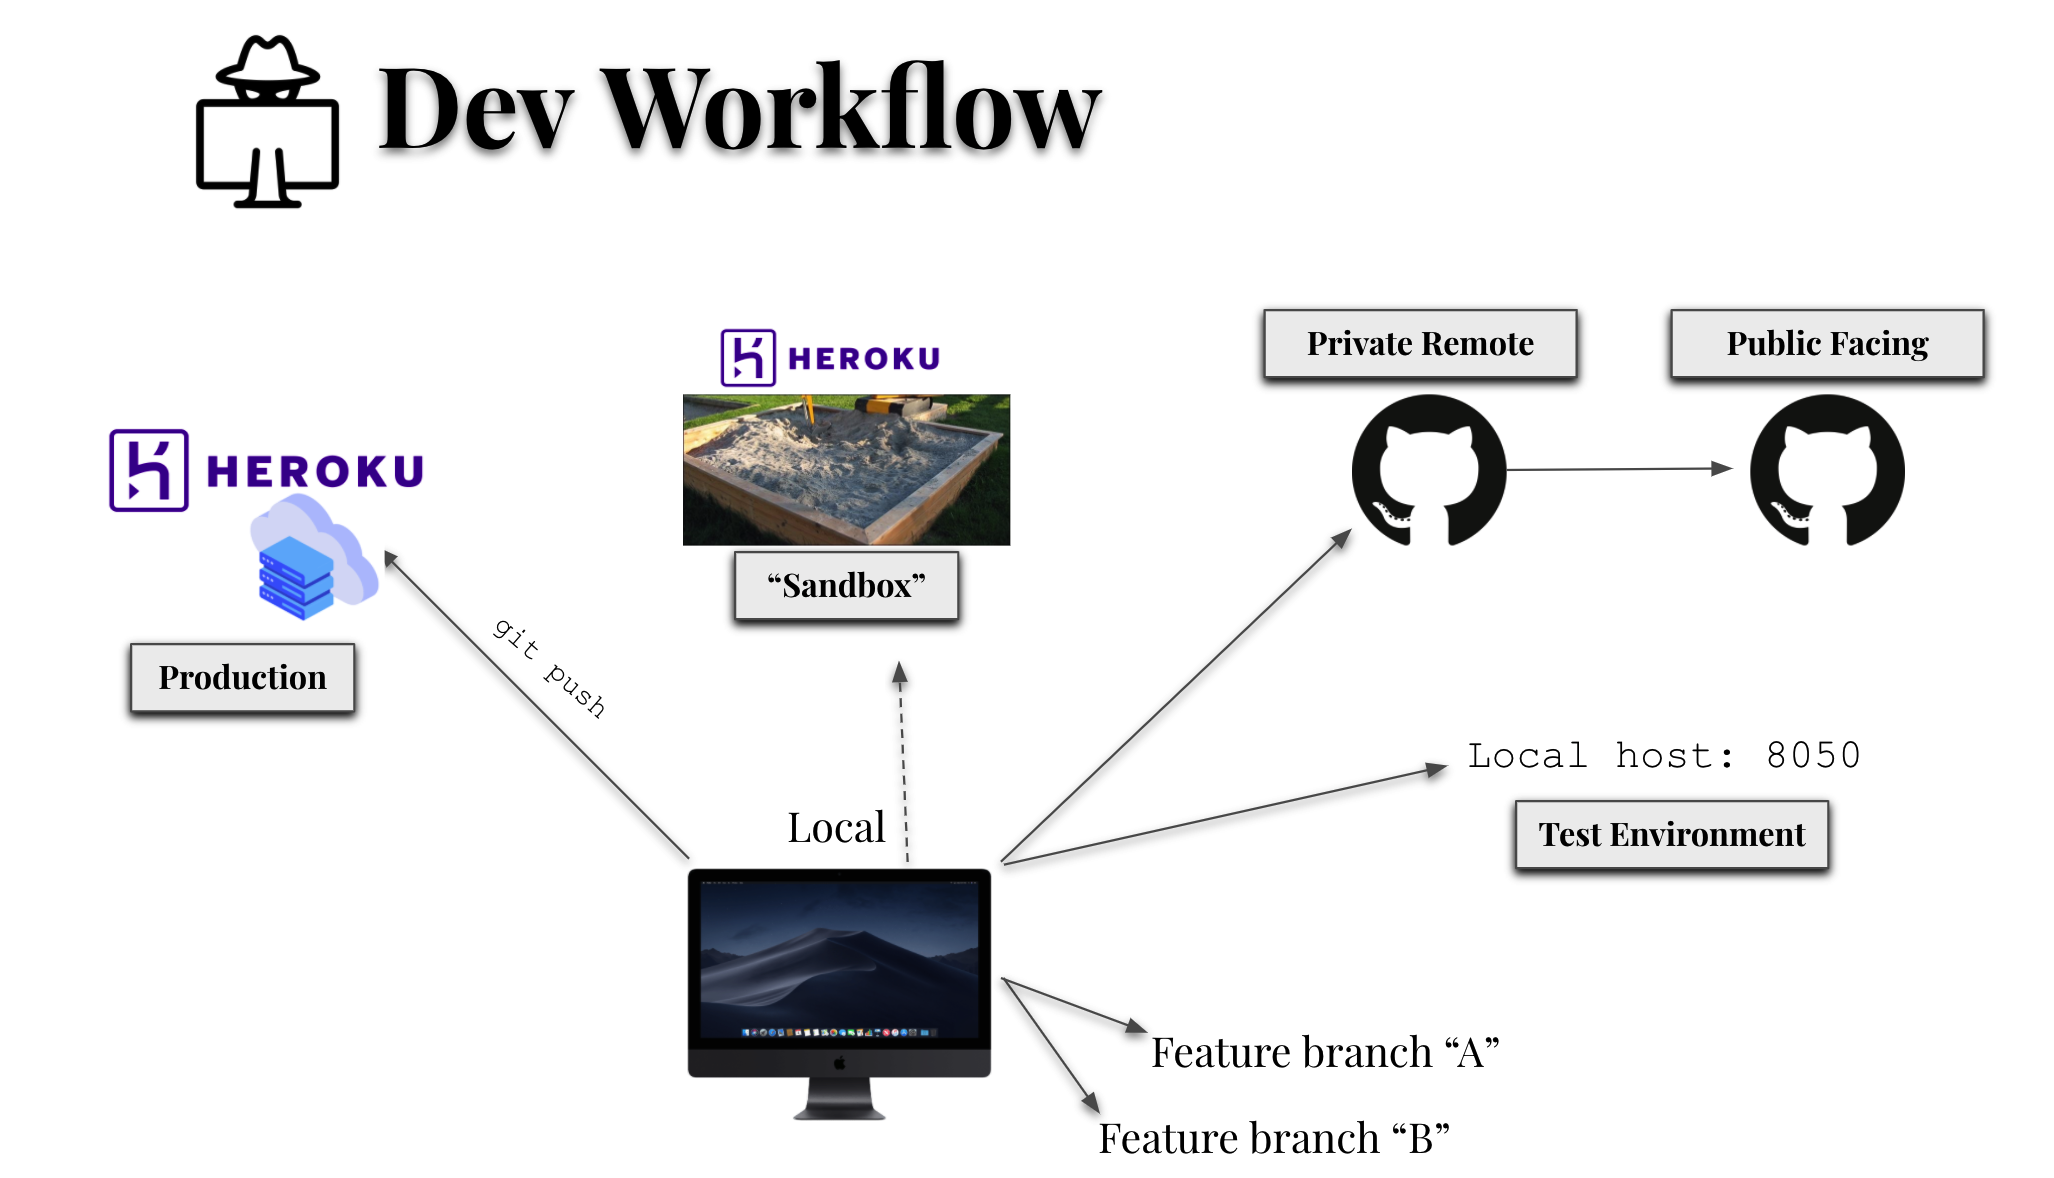 Dev Workflow
Private Remote
Public Facing
HEROKU
HEROKU
"Sandbox"
git push
Production
Local host: 8050
Test Environment
Local
Feature branch “A”
Feature branch “B”